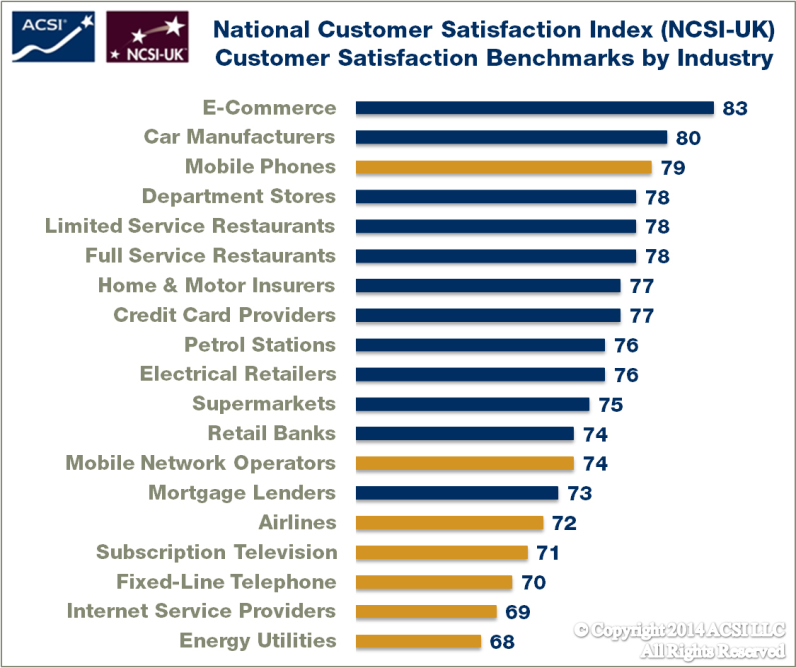 ACSI®
NCSI-UK™
National Customer Satisfaction Index (NCSI-UK)
Customer Satisfaction Benchmarks by Industry
E-Commerce 83
Car Manufacturers 80
Mobile Phones 79
Department Stores 78
Limited Service Restaurants 78
Full Service Restaurants 78
Home & Motor Insurers 77
Credit Card Providers 77
Petrol Stations 76
Electrical Retailers 76
Supermarkets 75
Retail Banks 74
Mobile Network Operators 74
Mortgage Lenders 73
Airlines 72
Subscription Television 71
Fixed-Line Telephone 70
Internet Service Providers 69
Energy Utilities 68
© Copyright 2014 ACSI LLC
All Rights Reserved